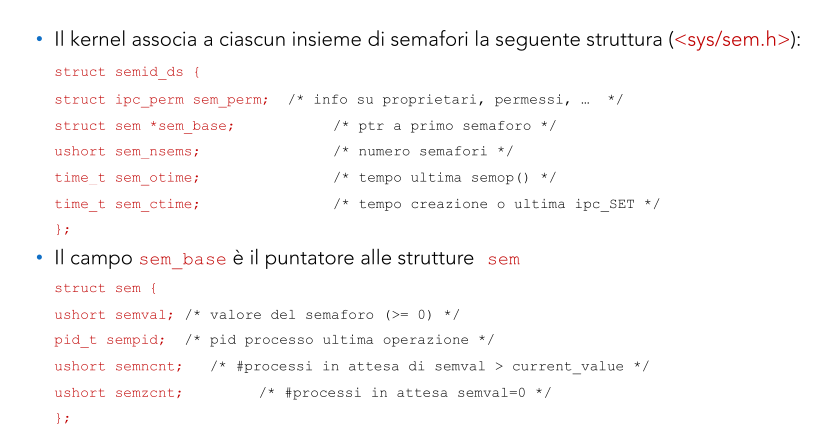 • Il kernel associa a ciascun insieme di semafori la seguente struttura (<sys/sem.h>):
struct semid_ds {
struct ipc_perm sem_perm; /* info su proprietari, permessi, … */
struct sem *sem_base; /* ptr a primo semaforo */
ushort sem_nsems; /* numero semafori */
time_t sem_otime; /* tempo ultima semop() */
time_t sem_ctime; /* tempo creazione o ultima ipc_SET */
};
• Il campo sem_base è il puntatore alle strutture sem
struct sem {
ushort semval; /* valore del semaforo (>= 0) */
pid_t sempid; /* pid processo ultima operazione */
ushort semncnt; /* #processi in attesa di semval > current_value */
ushort semzcnt; /* #processi in attesa semval=0 */
};